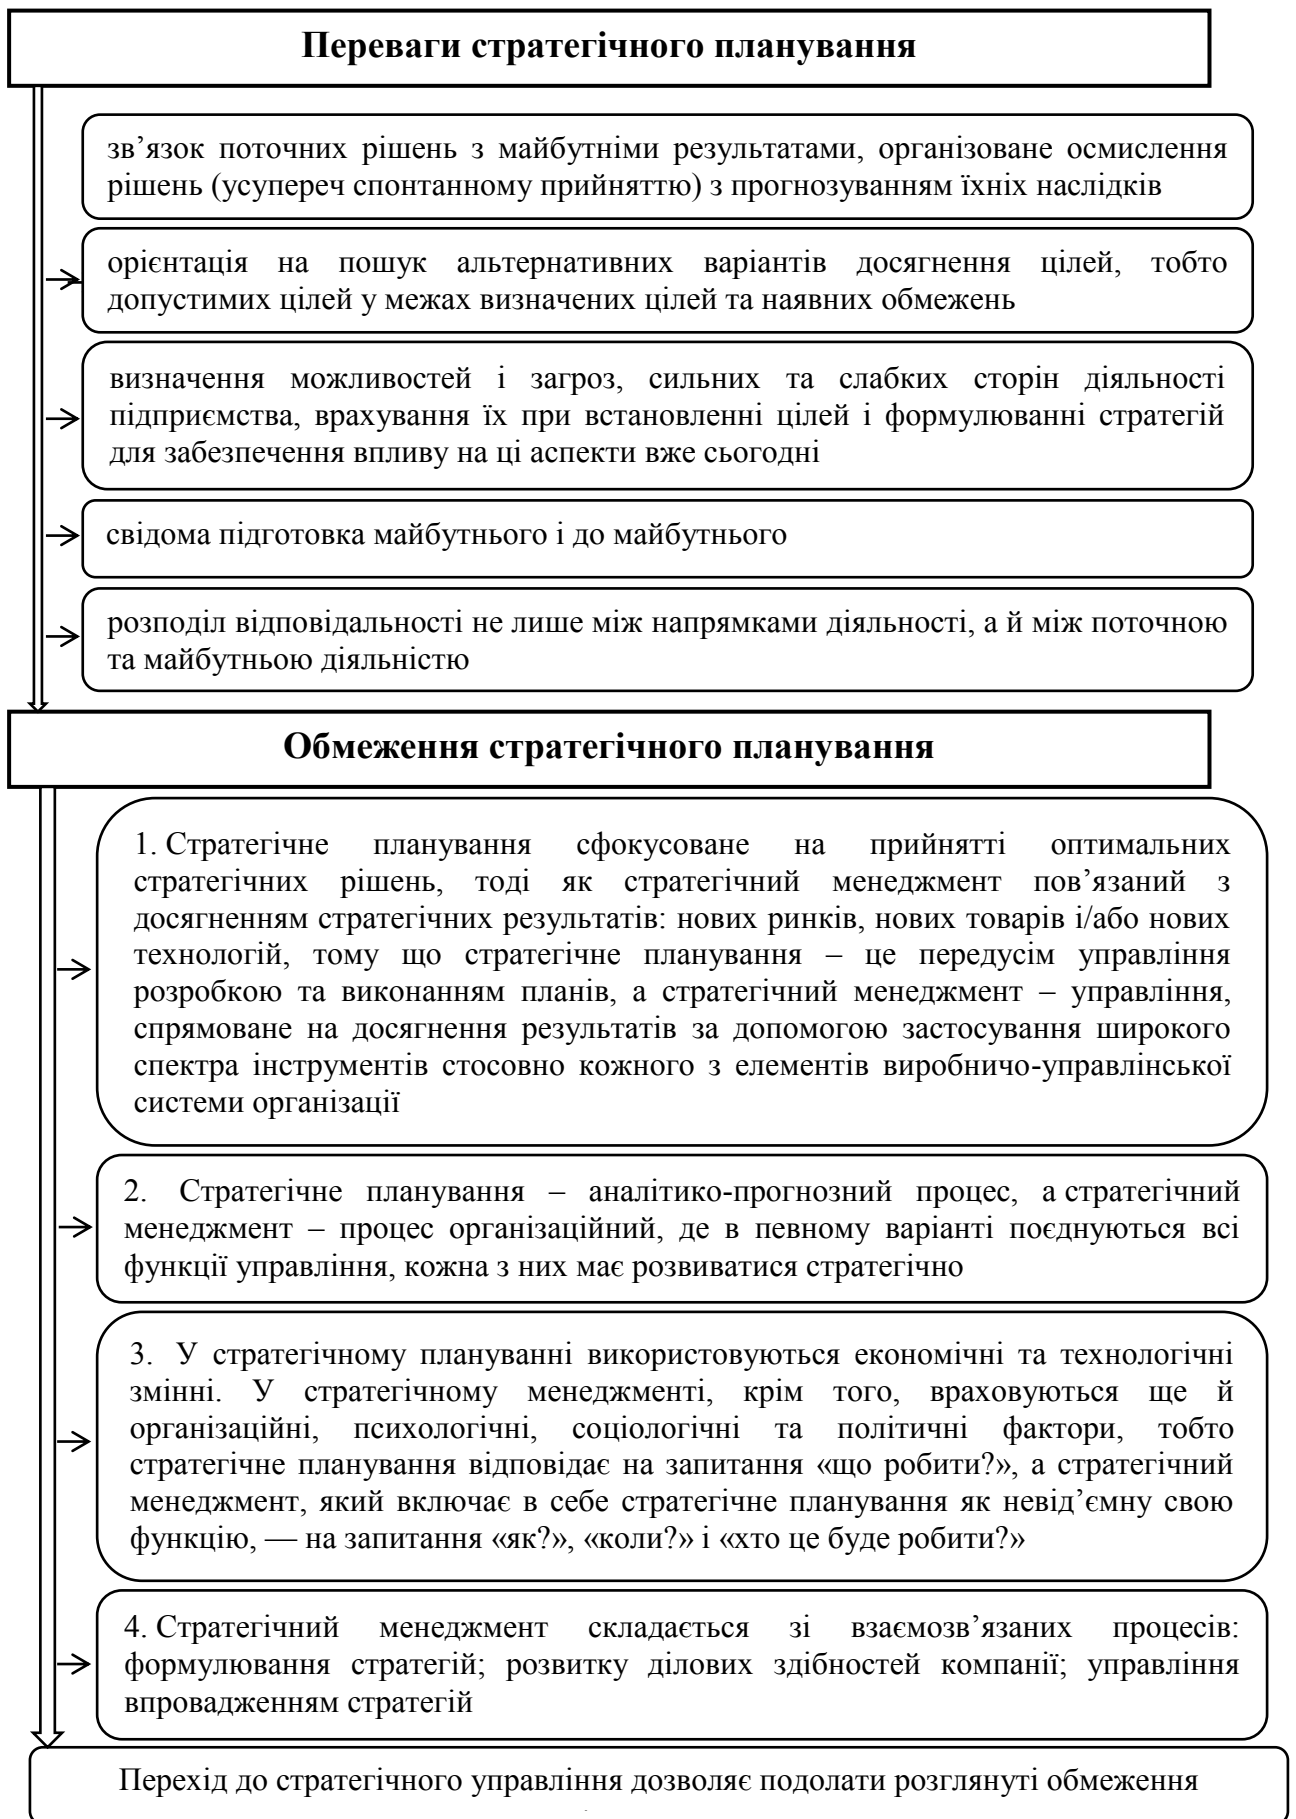 Переваги стратегічного планування
зв’язок поточних рішень з майбутніми результатами, організоване осмислення
рішень (усупереч спонтанному прийняттю) з прогнозуванням їхніх наслідків
орієнтація на пошук альтернативних варіантів досягнення цілей, тобто
допустимих цілей у межах визначених цілей та наявних обмежень
визначення можливостей і загроз, сильних та слабких сторін діяльності
підприємства, врахування їх при встановленні цілей і формулюванні стратегій
для забезпечення впливу на ці аспекти вже сьогодні
свідома підготовка майбутнього і до майбутнього
розподіл відповідальності не лише між напрямками діяльності, а й між поточною
та майбутньою діяльністю
Обмеження стратегічного планування
1. Стратегічне планування сфокусоване на прийнятті оптимальних
стратегічних рішень, тоді як стратегічний менеджмент пов’язаний з
досягненням стратегічних результатів: нових ринків, нових товарів і/або нових
технологій, тому що стратегічне планування – це передусім управління
розробкою та виконанням планів, а стратегічний менеджмент – управління,
спрямоване на досягнення результатів за допомогою застосування широкого
спектра інструментів стосовно кожного з елементів виробничо-управлінської
системи організації
2. Стратегічне планування – аналітико-прогнозний процес, а стратегічний
менеджмент – процес організаційний, де в певному варіанті поєднуються всі
функції управління, кожна з них має розвиватися стратегічно
3. У стратегічному плануванні використовуються економічні та технологічні
змінні. У стратегічному менеджменті, крім того, враховуються ще й
організаційні, психологічні, соціологічні та політичні фактори, тобто
стратегічне планування відповідає на запитання «що робити?», а стратегічний
менеджмент, який включає в себе стратегічне планування як невід’ємну свою
функцію, — на запитання «як?», «коли?» і «хто це буде робити?»
4. Стратегічний менеджмент складається зі взаємозв’язаних процесів:
формулювання стратегій; розвитку ділових здібностей компанії; управління
впровадженням стратегій
Перехід до стратегічного управління дозволяє подолати розглянуті обмеження